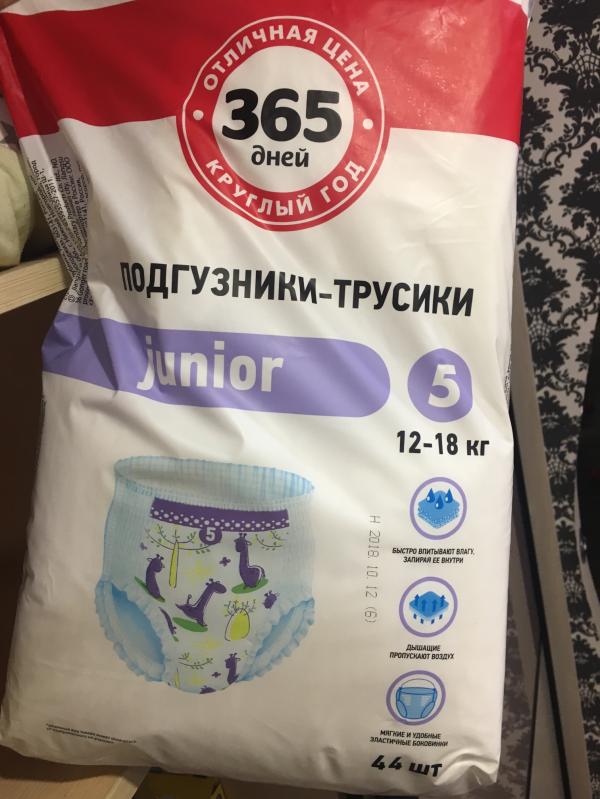 ОТЛИЧНАЯ ЦЕНА
365
дней
КРУГЛЫЙ ГОД
ПОДГУЗНИКИ-ТРУСИКИ
junior
5
12-18 кг
5
БЫСТРО ВПИТЫВАЮТ ВЛАГУ,
ЗАПИРАЯ ЕЕ ВНУТРИ
H 2018.10.12 (6)
ДЫШАЩИЕ
ПРОПУСКАЮТ ВОЗДУХ
МЯГКИЕ И УДОБНЫЕ
ЭЛАСТИЧНЫЕ БОКОВИНКИ
44 шт